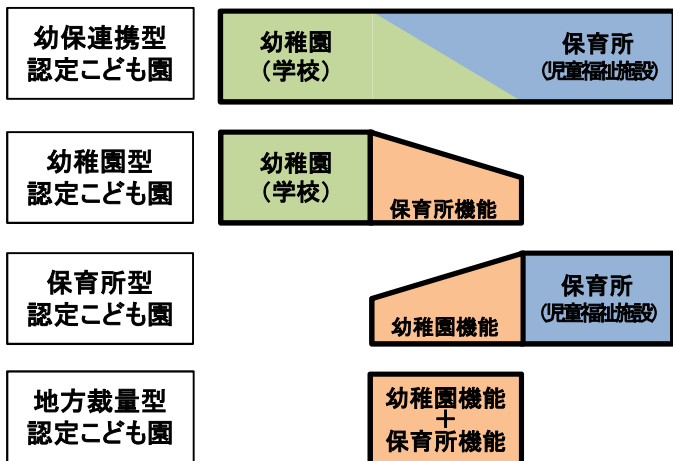 幼保連携型
認定こども園
幼稚園
(学校)
保育所
(児童福祉施設)
幼稚園型
認定こども園
幼稚園
(学校)
保育所機能
保育所型
認定こども園
幼稚園機能
保育所
(児童福祉施設)
地方裁量型
認定こども園
幼稚園機能
+
保育所機能